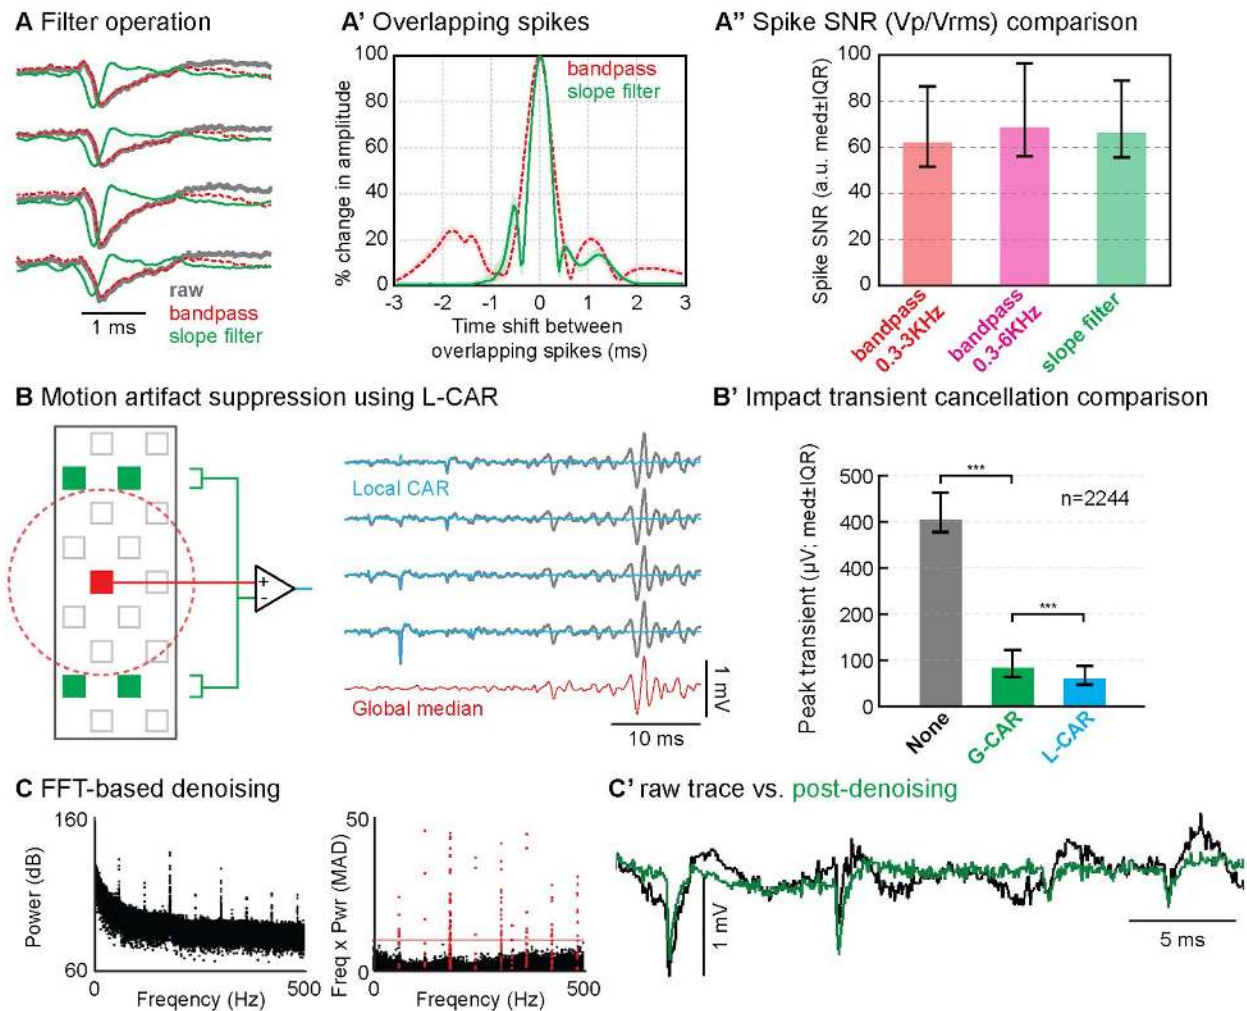 A Filter operation
raw
bandpass
slope filter
1 ms
A' Overlapping spikes
% change in amplitude
100
80
60
40
20
0
bandpass
slope filter
-3 -2 -1 0 1 2 3
Time shift between
overlapping spikes (ms)
A" Spike SNR (Vp/Vrms) comparison
Spike SNR (a.u. med±IQR)
100
80
60
40
20
0
bandpass
0.3-3KHz
bandpass
0.3-6KHz
slope filter
B Motion artifact suppression using L-CAR
+
-
Local CAR
Global median
1 mV
10 ms
B' Impact transient cancellation comparison
Peak transient (µV; med±IQR)
500
400
400
200
100
0
***
***
n=2244
None
G-CAR
L-CAR
C FFT-based denoising
Power (dB)
160
60
0 500
Freqency (Hz)
Freq x Pwr (MAD)
50
0
0 500
Freqency (Hz)
C' raw trace vs. post-denoising
1 mV
5 ms